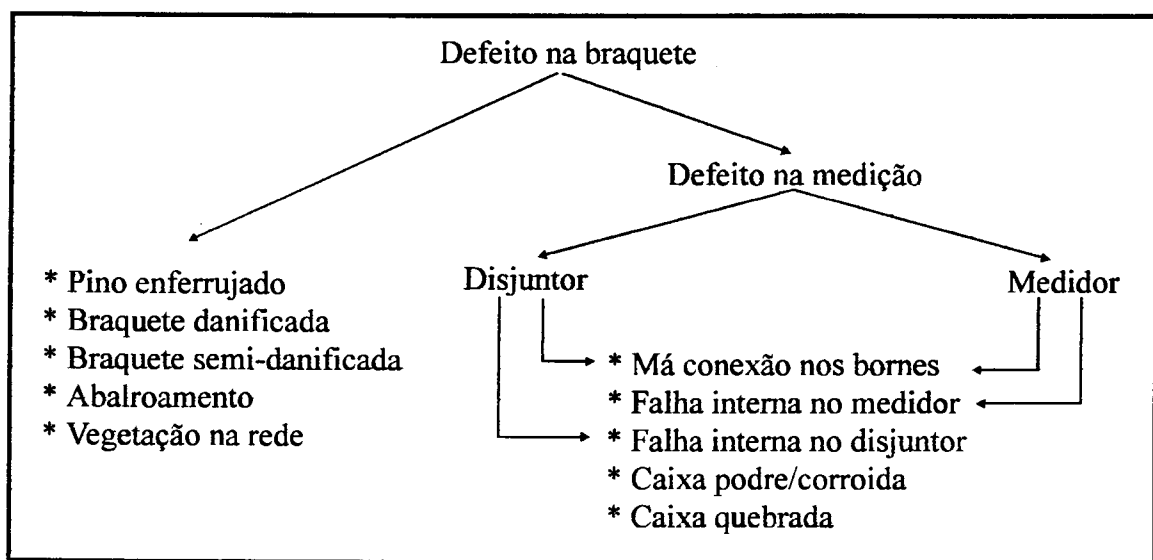 Defeito na braquete
Defeito na medição
* Pino enferrujado
* Braquete danificada
* Braquete semi-danificada
* Abalroamento
* Vegetação na rede
Disjuntor
Medidor
* Má conexão nos bornes
* Falha interna no medidor
* Falha interna no disjuntor
* Caixa podre/corroida
* Caixa quebrada